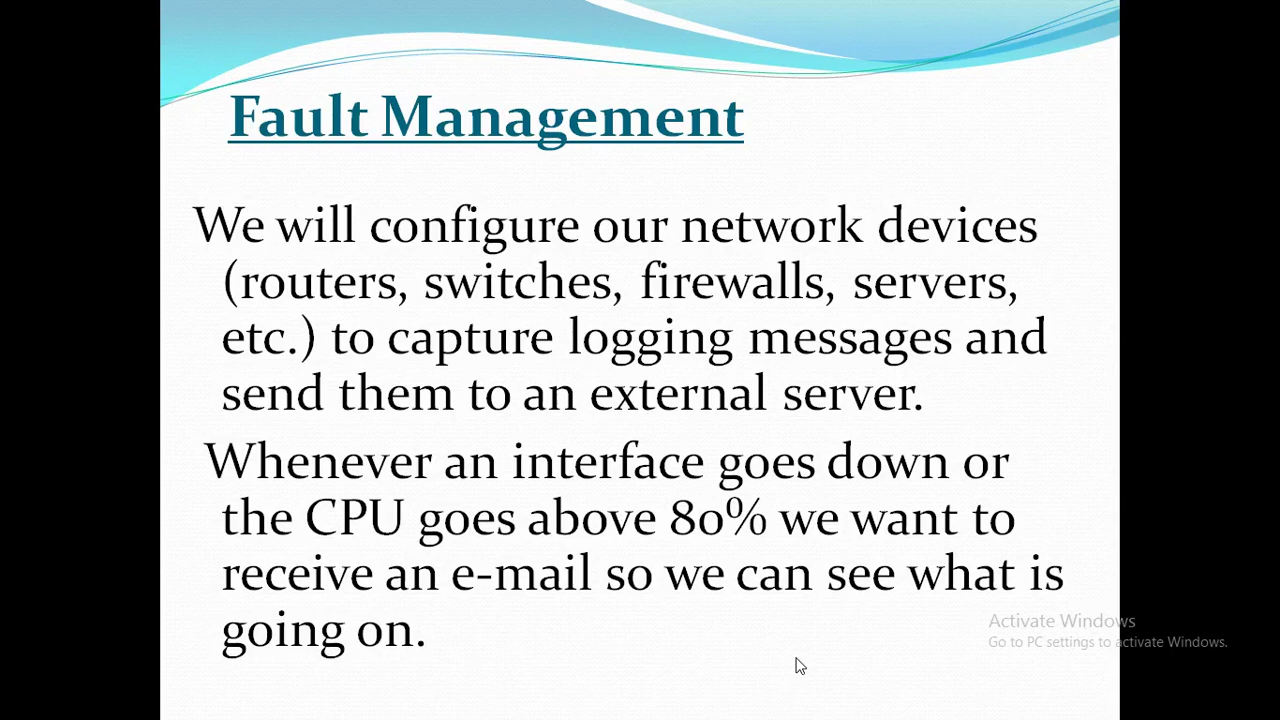 Fault Management
We will configure our network devices
(routers, switches, firewalls, servers,
etc.) to capture logging messages and
send them to an external server.
Whenever an interface goes down or
the CPU goes above 80% we want to
receive an e-mail so we can see what is
going on.
Activate Windows
Go to PC settings to activate Windows.